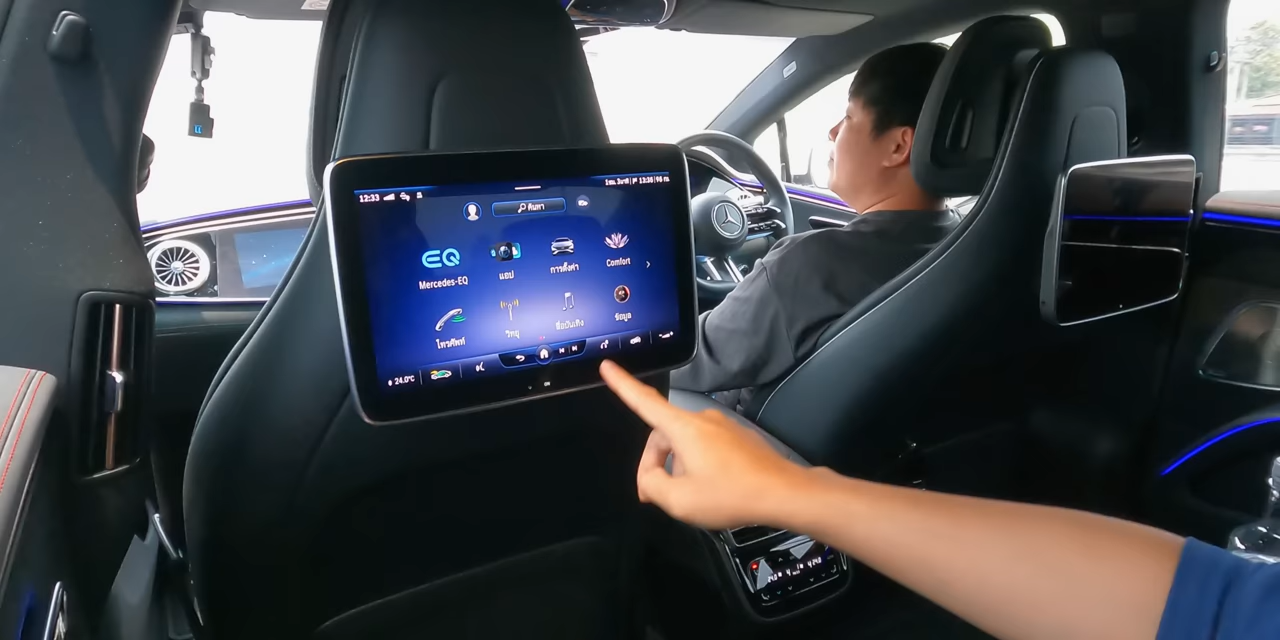 12:33
ค้นหา
EQ
Mercedes-EQ
แอป
การตั้งค่า
Comfort
โทรศัพท์
วิทยุ
สื่อบันเทิง
ข้อมูล
24.0°C